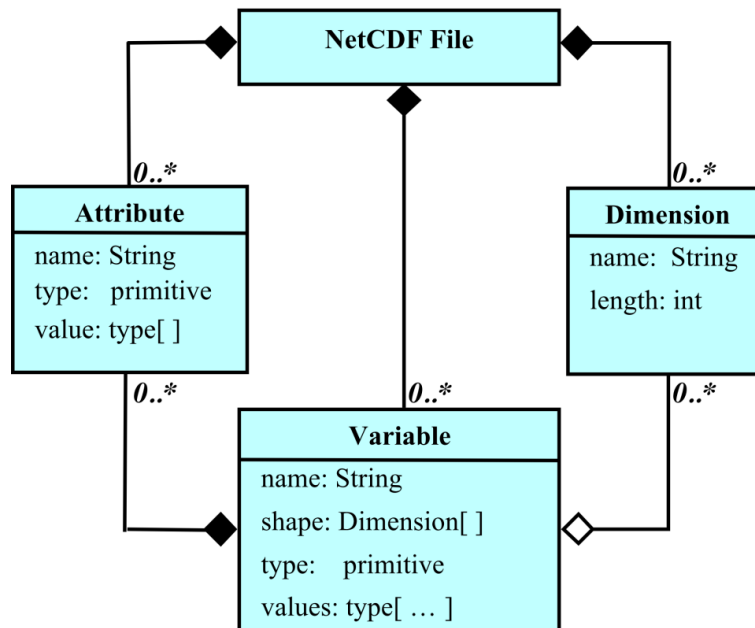 NetCDF File
0..*
0..*
Attribute
name: String
type: primitive
value: type[ ]
Dimension
name: String
length: int
0..*
0..*
0..*
Variable
name: String
shape: Dimension[ ]
type: primitive
values: type[ … ]